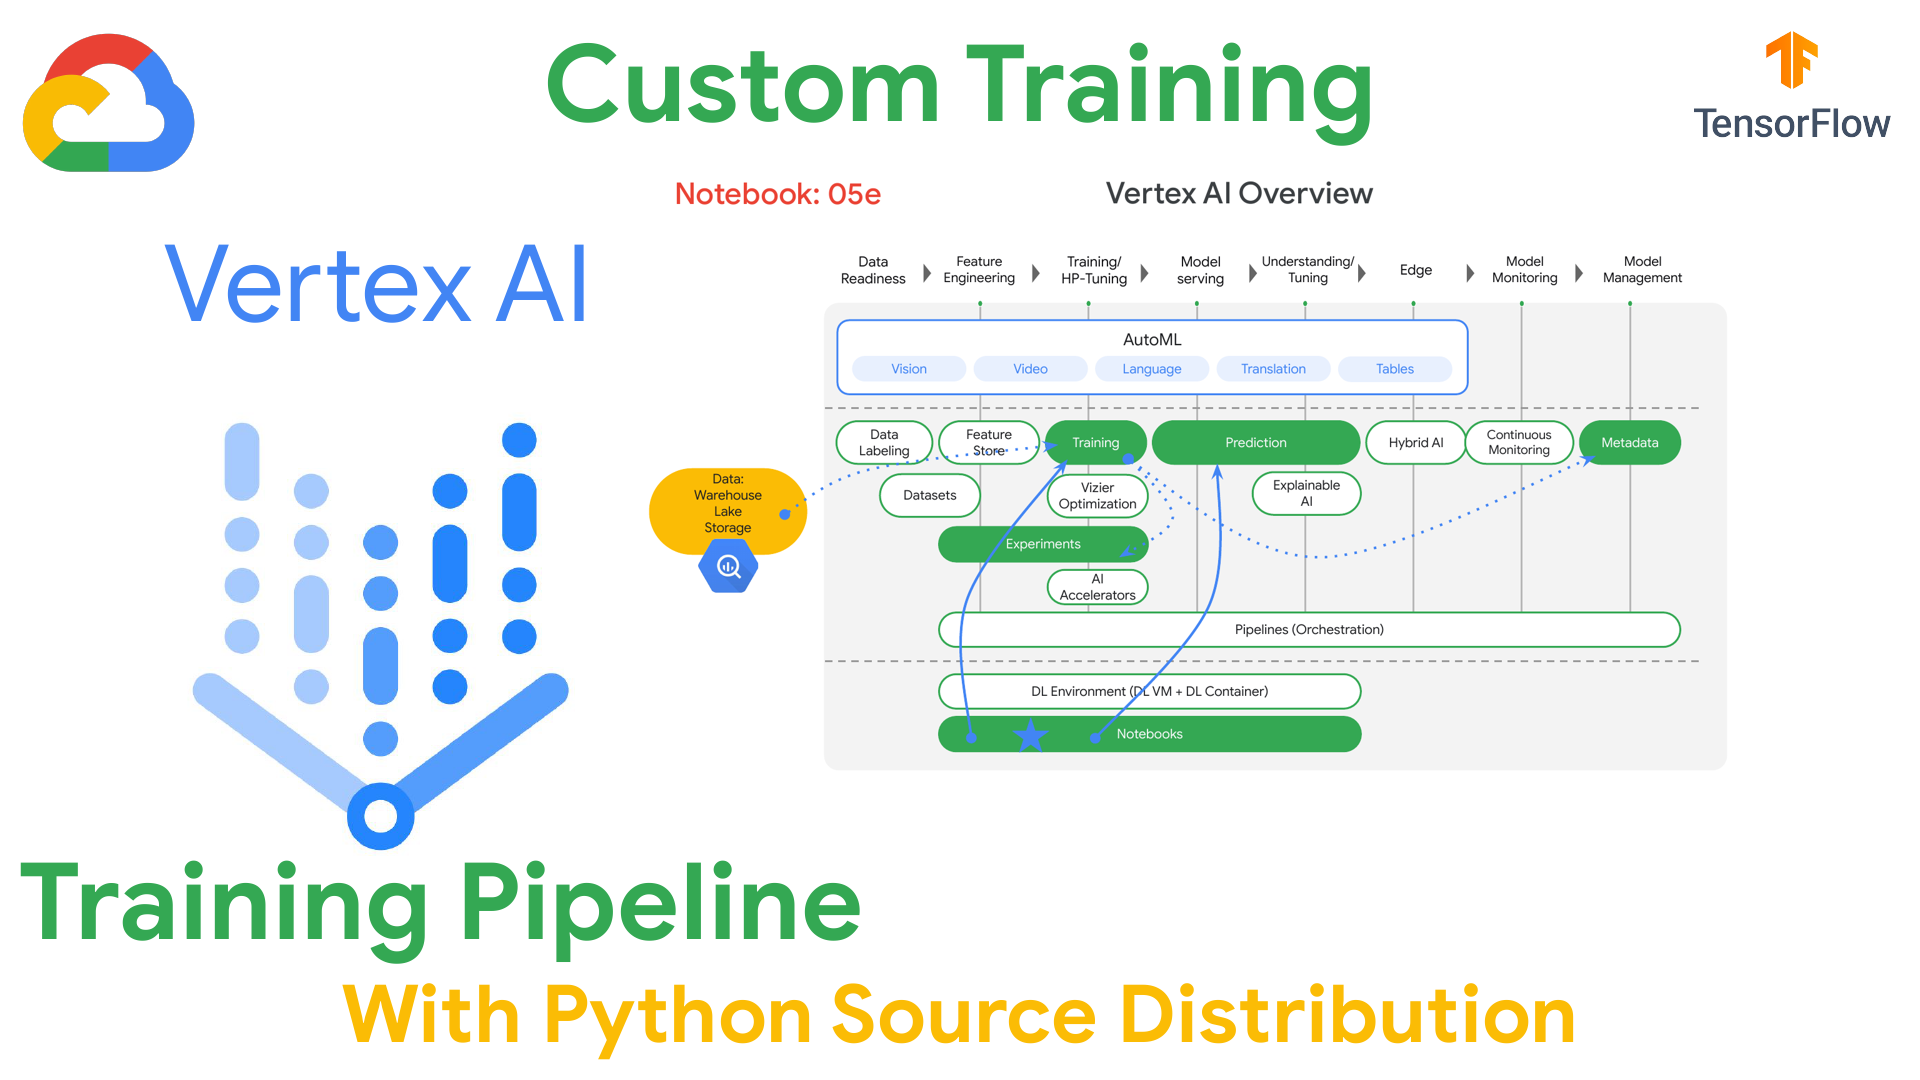 Custom Training
TensorFlow
Notebook: 05e
Vertex AI Overview
Vertex AI
Data
Readiness
Feature
Engineering
Training/
HP-Tuning
Model
serving
Understanding/
Tuning
Edge
Model
Monitoring
Model
Management
AutoML
Vision
Video
Language
Translation
Tables
Data
Labeling
Feature
Store
Training
Prediction
Hybrid AI
Continuous
Monitoring
Metadata
Data:
Warehouse
Lake
Storage
Datasets
Vizier
Optimization
Explainable
AI
Experiments
AI
Accelerators
Pipelines (Orchestration)
DL Environment (DL VM + DL Container)
Notebooks
Training Pipeline
With Python Source Distribution